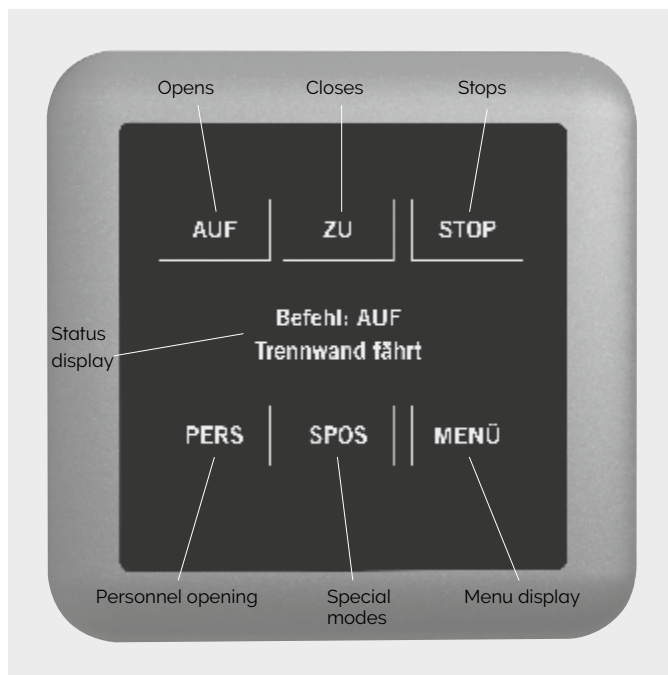 Opens Closes Stops
AUF ZU STOP
Befehl: AUF
Status
display
Trennwand fährt
PERS SPOS MENÜ
Personnel opening Special Menu display
modes